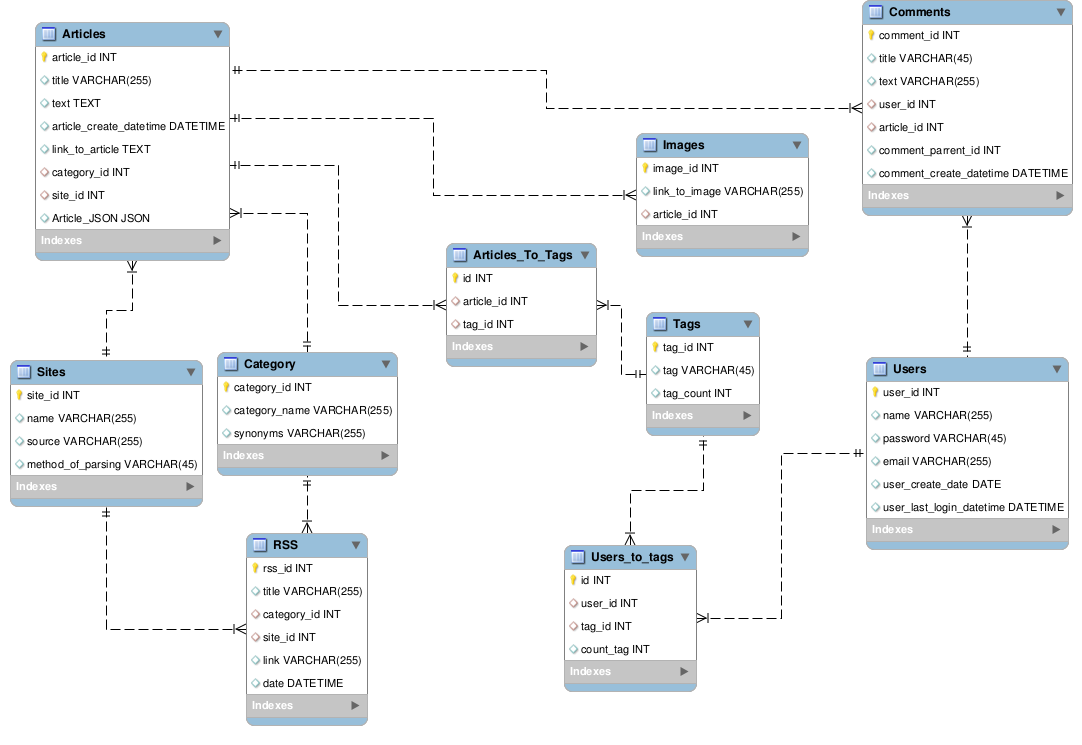 Articles
article_id INT
title VARCHAR(255)
text TEXT
article_create_datetime DATETIME
link_to_article TEXT
category_id INT
site_id INT
Article_JSON JSON
Indexes
Comments
comment_id INT
title VARCHAR(45)
text VARCHAR(255)
user_id INT
article_id INT
comment_parrent_id INT
comment_create_datetime DATETIME
Indexes
Images
image_id INT
link_to_image VARCHAR(255)
article_id INT
Indexes
Articles_To_Tags
id INT
article_id INT
tag_id INT
Indexes
Tags
tag_id INT
tag VARCHAR(45)
tag_count INT
Indexes
Sites
site_id INT
name VARCHAR(255)
source VARCHAR(255)
method_of_parsing VARCHAR(45)
Indexes
Category
category_id INT
category_name VARCHAR(255)
synonyms VARCHAR(255)
Indexes
Users
user_id INT
name VARCHAR(255)
password VARCHAR(45)
email VARCHAR(255)
user_create_date DATE
user_last_login_datetime DATETIME
Indexes
RSS
rss_id INT
title VARCHAR(255)
category_id INT
site_id INT
link VARCHAR(255)
date DATETIME
Indexes
Users_to_tags
id INT
user_id INT
tag_id INT
count_tag INT
Indexes